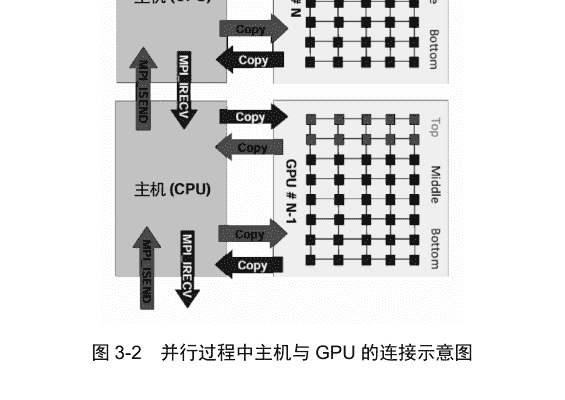 主机 (CPU)
Copy
# N
Bottom
Copy
MPI_ISEND
MPI_IRECV
Copy
Top
Copy
主机 (CPU)
GPU # N-1
Middle
Copy
Bottom
MPI_ISEND
MPI_IRECV
Copy
图 3-2 并行过程中主机与 GPU 的连接示意图